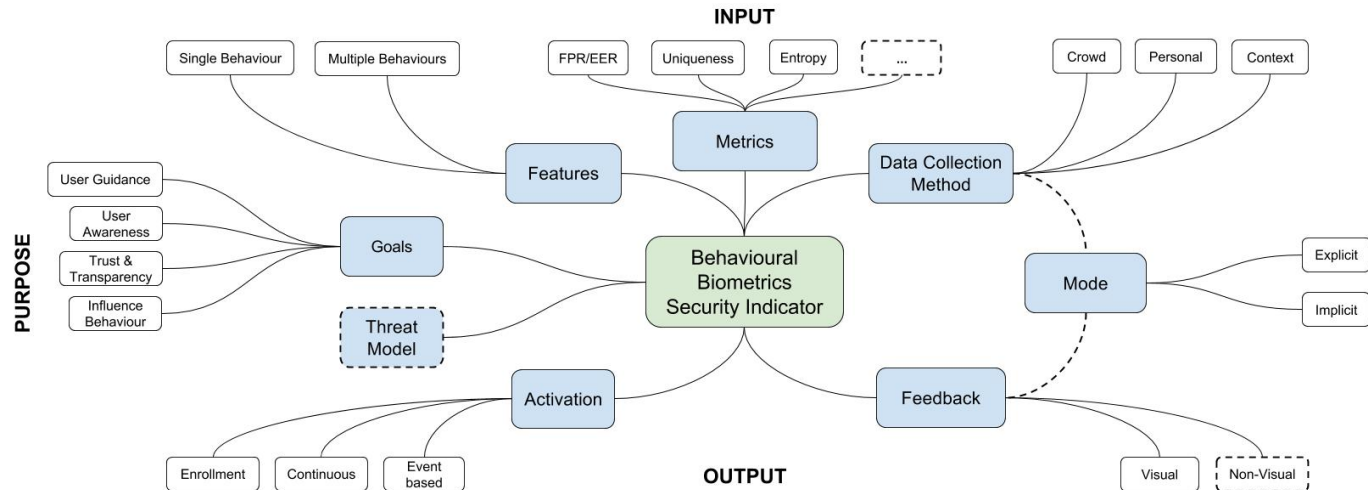 INPUT
Single Behaviour
Multiple Behaviours
FPR/EER
Uniqueness
Entropy
...
Crowd
Personal
Context
Metrics
Features
Data Collection
Method
PURPOSE
User Guidance
User
Awareness
Trust &
Transparency
Influence
Behaviour
Goals
Threat
Model
Behavioural
Biometrics
Security Indicator
Mode
Explicit
Implicit
Activation
Feedback
Enrollment
Continuous
Event
based
OUTPUT
Visual
Non-Visual